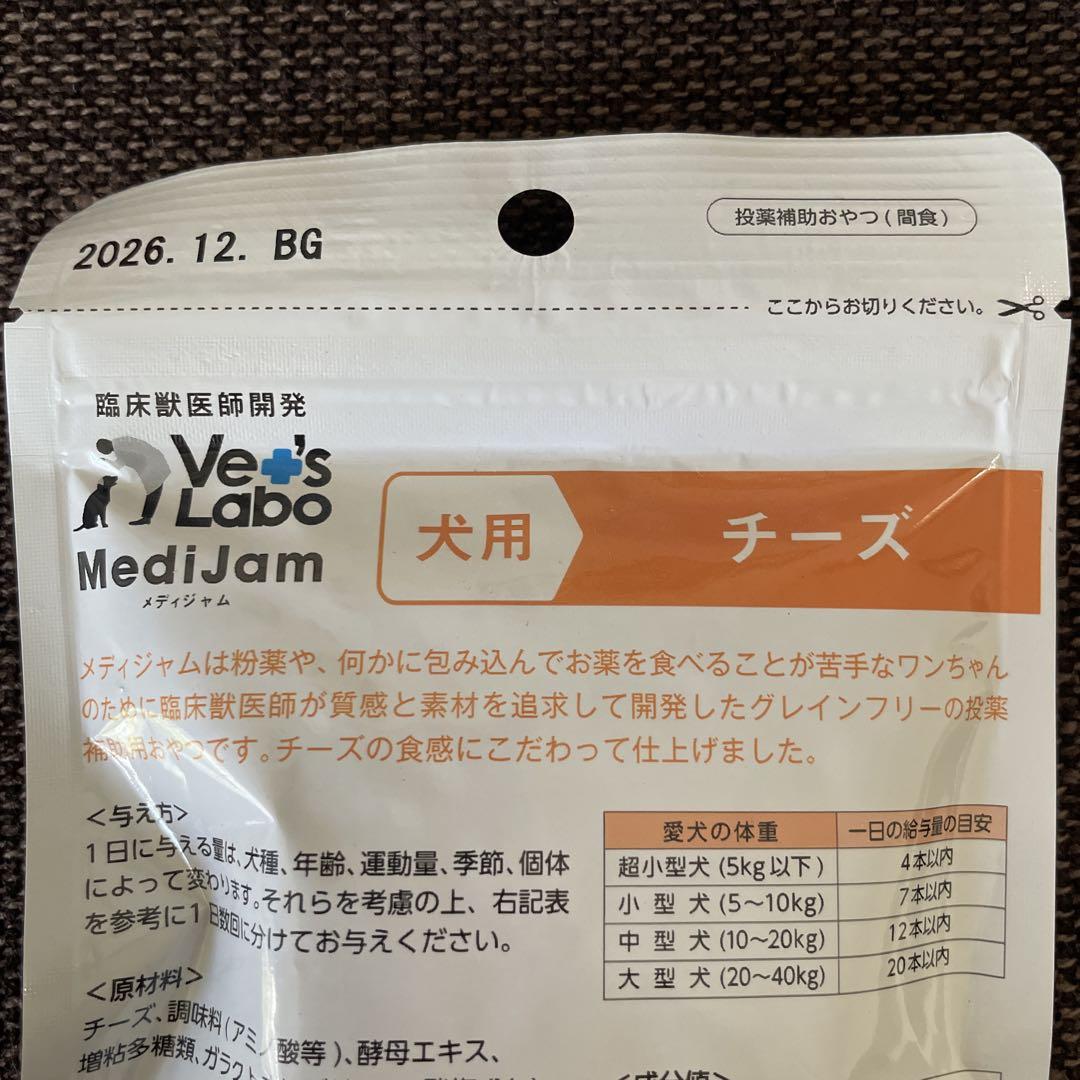 2026. 12. BG
投薬補助おやつ(間食)
ここからお切りください。
臨床獣医師開発
Vet's
Labo
MediJam
メディジャム
犬用
チーズ
メディジャムは粉薬や、何かに包み込んでお薬を食べることが苦手なワンちゃん
のために臨床獣医師が質感と素材を追求して開発したグレインフリーの投薬
補助用おやつです。チーズの食感にこだわって仕上げました。
<与え方>
1日に与える量は、犬種、年齢、運動量、季節、個体
によって変わります。それらを考慮の上、右記表
を参考に1日数回に分けてお与えください。
愛犬の体重 一日の給与量の目安
超小型犬(5kg以下) 4本以内
小型犬(5~10kg) 7本以内
中型犬(10~20kg) 12本以内
大型犬(20~40kg) 20本以内
<原材料>
チーズ、調味料(アミノ酸等)、酵母エキス、
増粘多糖類、ガラクト
<成分値>